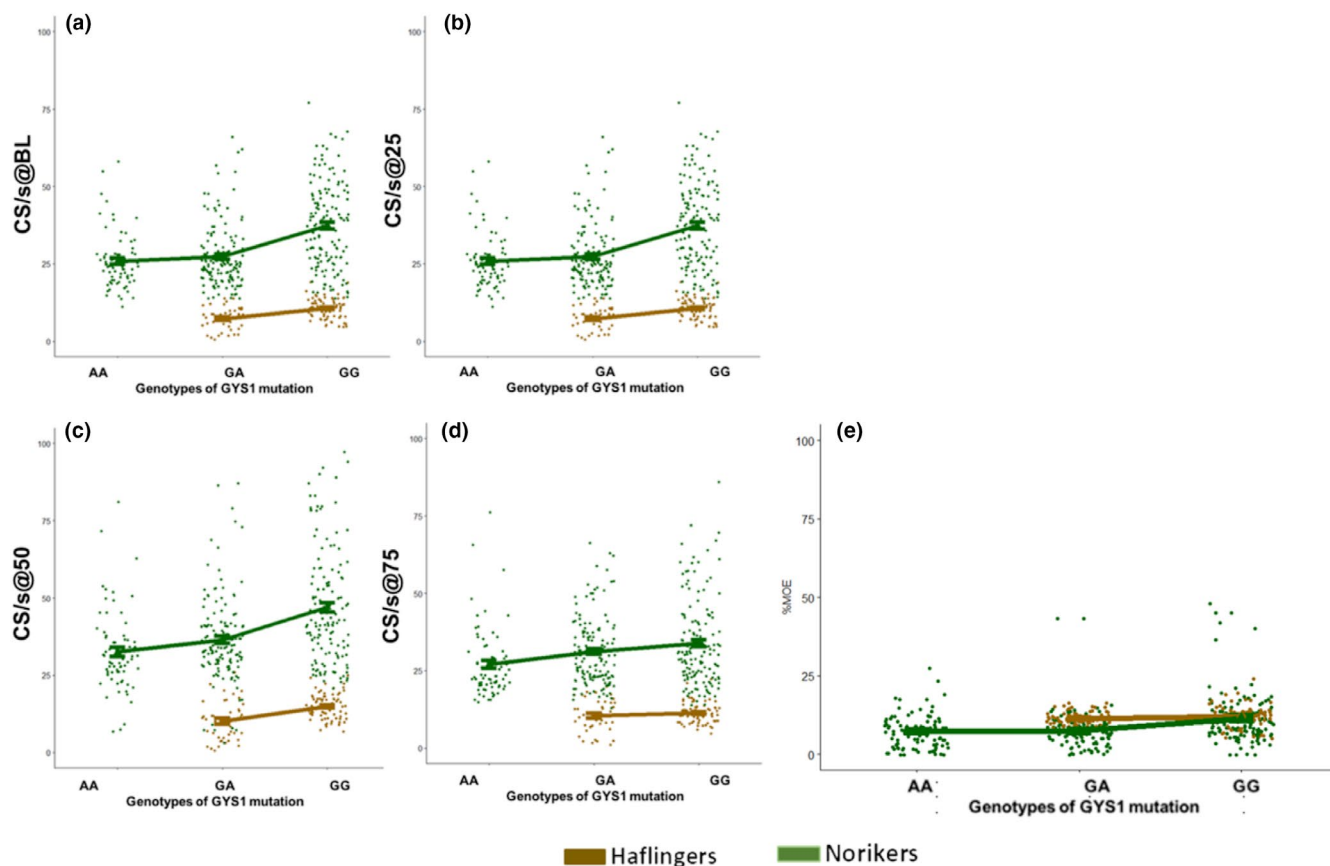 (a)
100
75
50
25
0
CS/s@BL
AA GA GG
Genotypes of GYS1 mutation
(b)
100
75
50
25
0
CS/s@25
AA GA GG
Genotypes of GYS1 mutation
(c)
100
75
50
25
0
CS/s@50
AA GA GG
Genotypes of GYS1 mutation
(d)
100
75
50
25
0
CS/s@75
AA GA GG
Genotypes of GYS1 mutation
(e)
100
75
50
25
0
%MOE
AA GA GG
Genotypes of GYS1 mutation
Haflingers Norikers